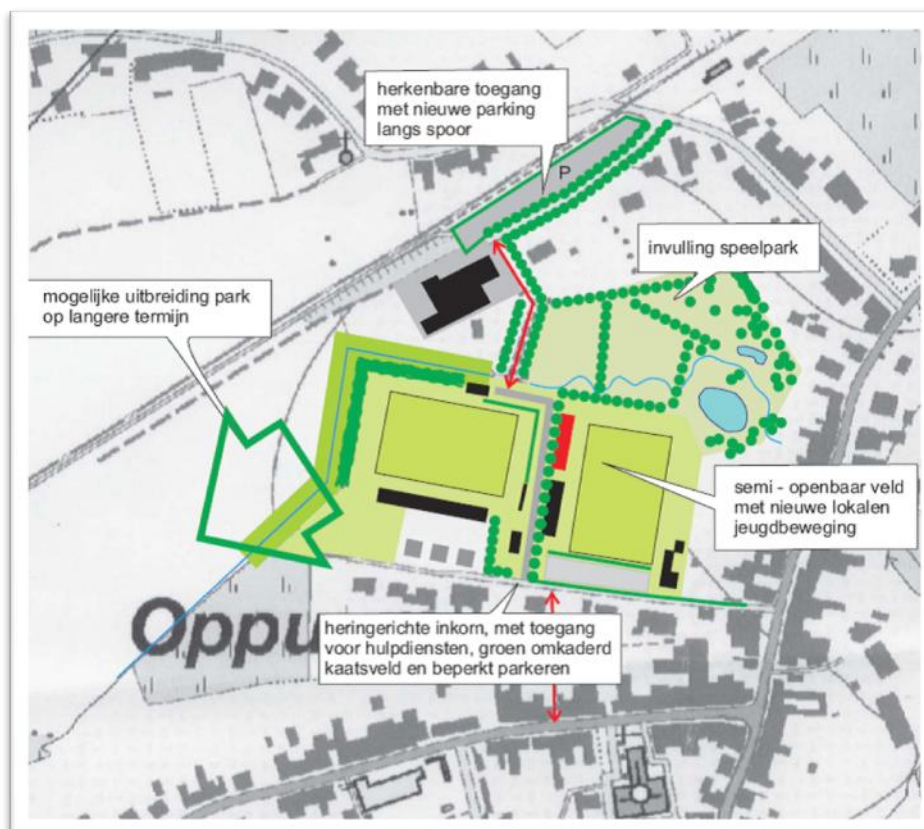 herkenbare toegang
met nieuwe parking
langs spoor
P
invulling speelpark
mogelijke uitbreiding park
op langere termijn
semi - openbaar veld
met nieuwe lokalen
jeugdbeweging
Oppu
heringerichte inkorn, met toegang
voor hulpdiensten, groen omkaderd
kaatsveld en beperkt parkeren